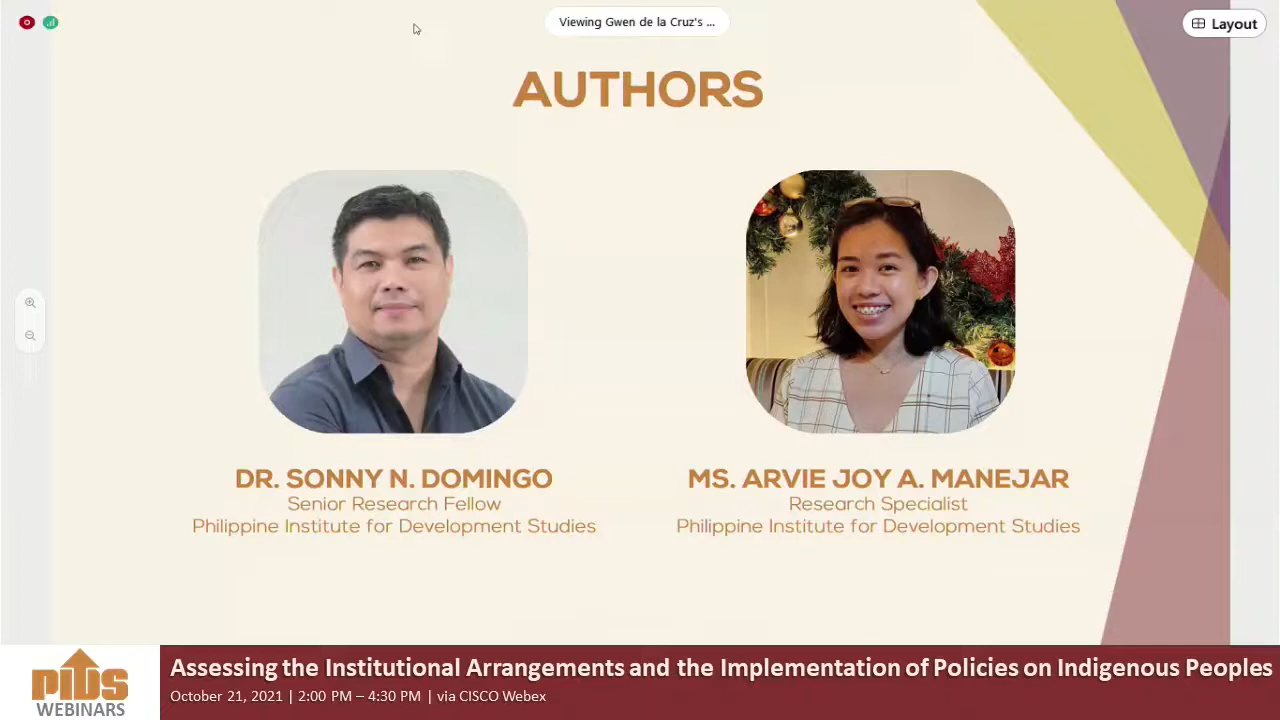 Viewing Gwen de la Cruz's ...
Layout
AUTHORS
DR. SONNY N. DOMINGO
Senior Research Fellow
Philippine Institute for Development Studies
MS. ARVIE JOY A. MANEJAR
Research Specialist
Philippine Institute for Development Studies
PIDS
WEBINARS
Assessing the Institutional Arrangements and the Implementation of Policies on Indigenous Peoples
October 21, 2021 | 2:00 PM – 4:30 PM | via CISCO Webex